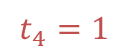 t₄ = 1